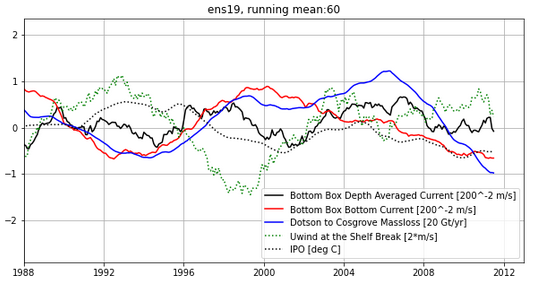 ens19, running mean:60
2
1
0
−1
−2
Bottom Box Depth Averaged Current [200^-2 m/s]
Bottom Box Bottom Current [200^-2 m/s]
Dotson to Cosgrove Massloss [20 Gt/yr]
Uwind at the Shelf Break [2*m/s]
IPO [deg C]
1988 1992 1996 2000 2004 2008 2012